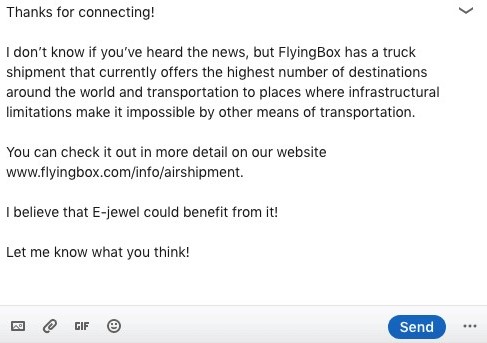 Thanks for connecting!
I don’t know if you’ve heard the news, but FlyingBox has a truck
shipment that currently offers the highest number of destinations
around the world and transportation to places where infrastructural
limitations make it impossible by other means of transportation.
You can check it out in more detail on our website
www.flyingbox.com/info/airshipment.
I believe that E-jewel could benefit from it!
Let me know what you think!
GIF
Send